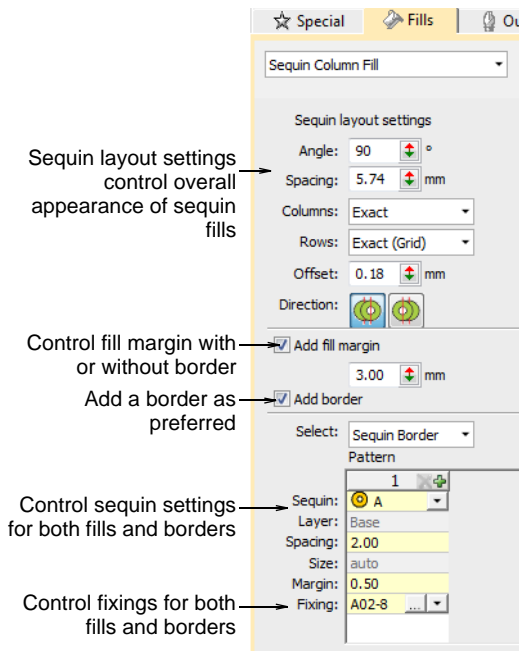 Special
Fills
Ou
Sequin Column Fill
Sequin layout settings
Angle: 90 °
Spacing: 5.74 mm
Columns: Exact
Rows: Exact (Grid)
Offset: 0.18 mm
Direction:
Sequin layout settings
control overall
appearance of sequin
fills
Add fill margin
3.00 mm
Control fill margin with
or without border
Add border
Add a border as
preferred
Select: Sequin Border
Pattern
1
Sequin: A
Layer: Base
Spacing: 2.00
Size: auto
Margin: 0.50
Fixing: A02-8 ...
Control sequin settings
for both fills and borders
Control fixings for both
fills and borders